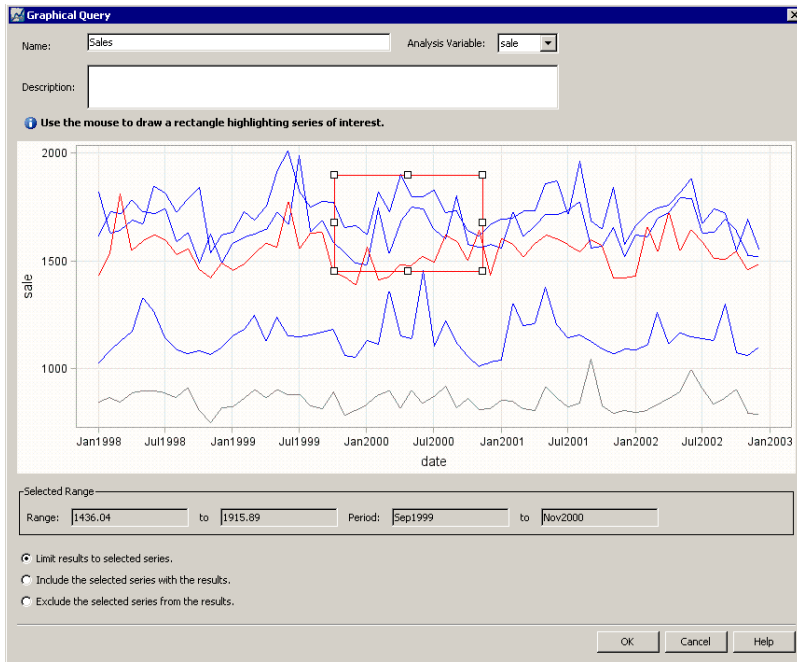 Graphical Query
Name: Sales Analysis Variable: sale
Description:
Use the mouse to draw a rectangle highlighting series of interest.
2000
1500
1000
sale
Jan1998 Jul1998 Jan1999 Jul1999 Jan2000 Jul2000 Jan2001 Jul2001 Jan2002 Jul2002 Jan2003
date
Selected Range
Range: 1436.04 to 1915.89 Period: Sep1999 to Nov2000
Limit results to selected series.
Include the selected series with the results.
Exclude the selected series from the results.
OK Cancel Help